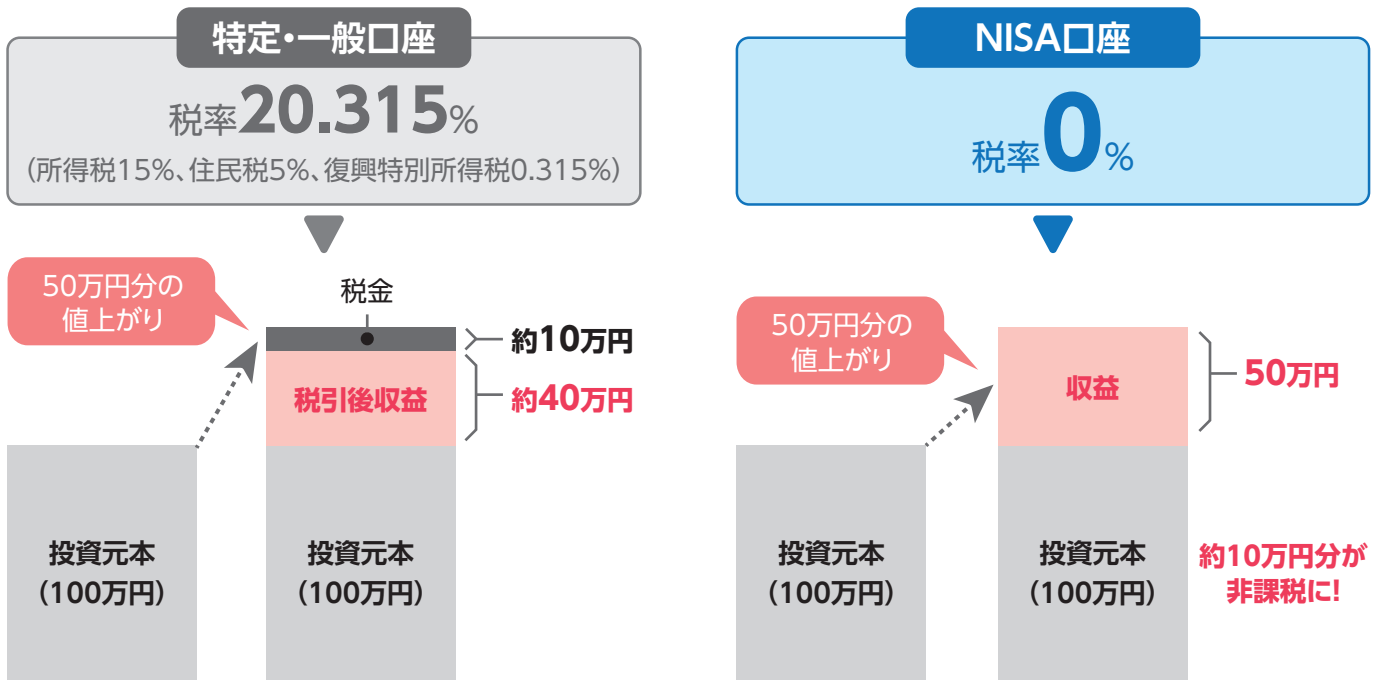 特定・一般口座
税率20.315%
(所得税15%、住民税5%、復興特別所得税0.315%)
50万円分の
値上がり
税金
約10万円
税引後収益
約40万円
投資元本
(100万円)
投資元本
(100万円)
NISA口座
税率0%
50万円分の
値上がり
収益
50万円
投資元本
(100万円)
投資元本
(100万円)
約10万円分が
非課税に!